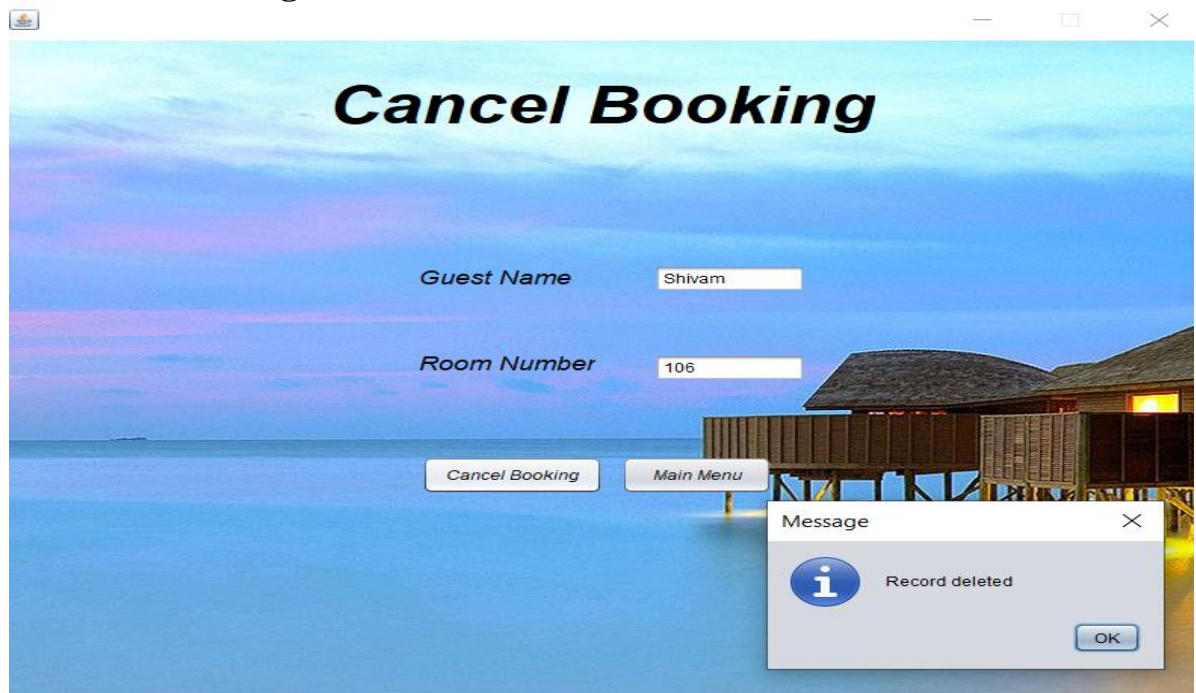 Cancel Booking
Guest Name Shivam
Room Number 106
Cancel Booking Main Menu
Message
Record deleted
OK